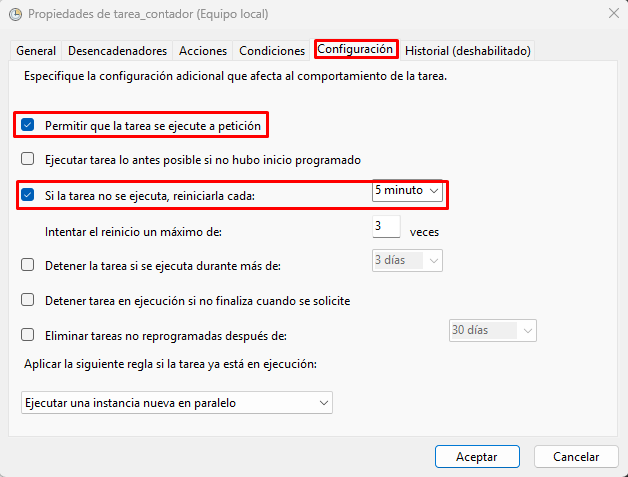 Propiedades de tarea_contador (Equipo local)
General Desencadenadores Acciones Condiciones Configuración Historial (deshabilitado)
Especifique la configuración adicional que afecta al comportamiento de la tarea.
Permitir que la tarea se ejecute a petición
Ejecutar tarea lo antes posible si no hubo inicio programado
Si la tarea no se ejecuta, reiniciarla cada: 5 minuto
Intentar el reinicio un máximo de: 3 veces
Detener la tarea si se ejecuta durante más de: 3 días
Detener tarea en ejecución si no finaliza cuando se solicite
Eliminar tareas no reprogramadas después de: 30 días
Aplicar la siguiente regla si la tarea ya está en ejecución:
Ejecutar una instancia nueva en paralelo
Aceptar Cancelar